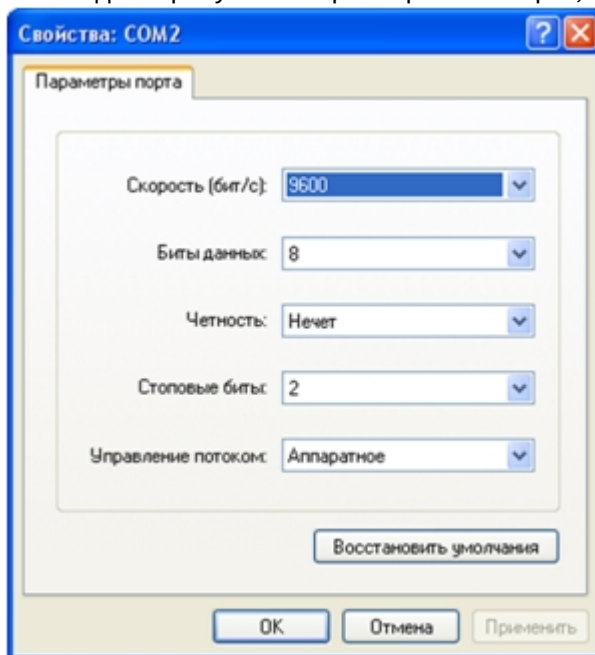 Свойства: COM2
Параметры порта
Скорость (бит/с): 9600
Биты данных: 8
Четность: Нечет
Стоповые биты: 2
Управление потоком: Аппаратное
Восстановить умолчания
OK Отмена Применить